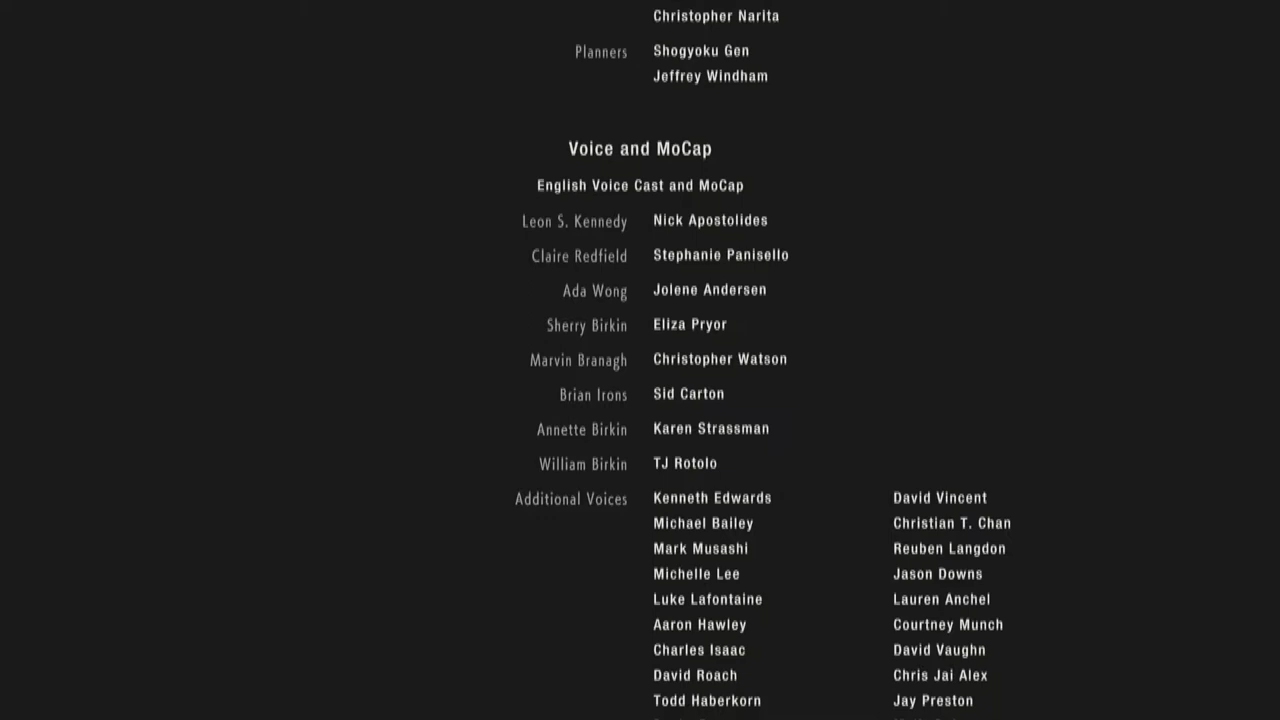 Christopher Narita
Planners Shogyoku Gen
Jeffrey Windham
Voice and MoCap
English Voice Cast and MoCap
Leon S. Kennedy Nick Apostolides
Claire Redfield Stephanie Panisello
Ada Wong Jolene Andersen
Sherry Birkin Eliza Pryor
Marvin Branagh Christopher Watson
Brian Irons Sid Carton
Annette Birkin Karen Strassman
William Birkin TJ Rotolo
Additional Voices Kenneth Edwards David Vincent
Michael Bailey Christian T. Chan
Mark Musashi Reuben Langdon
Michelle Lee Jason Downs
Luke Lafontaine Lauren Anchel
Aaron Hawley Courtney Munch
Charles Isaac David Vaughn
David Roach Chris Jai Alex
Todd Haberkorn Jay Preston